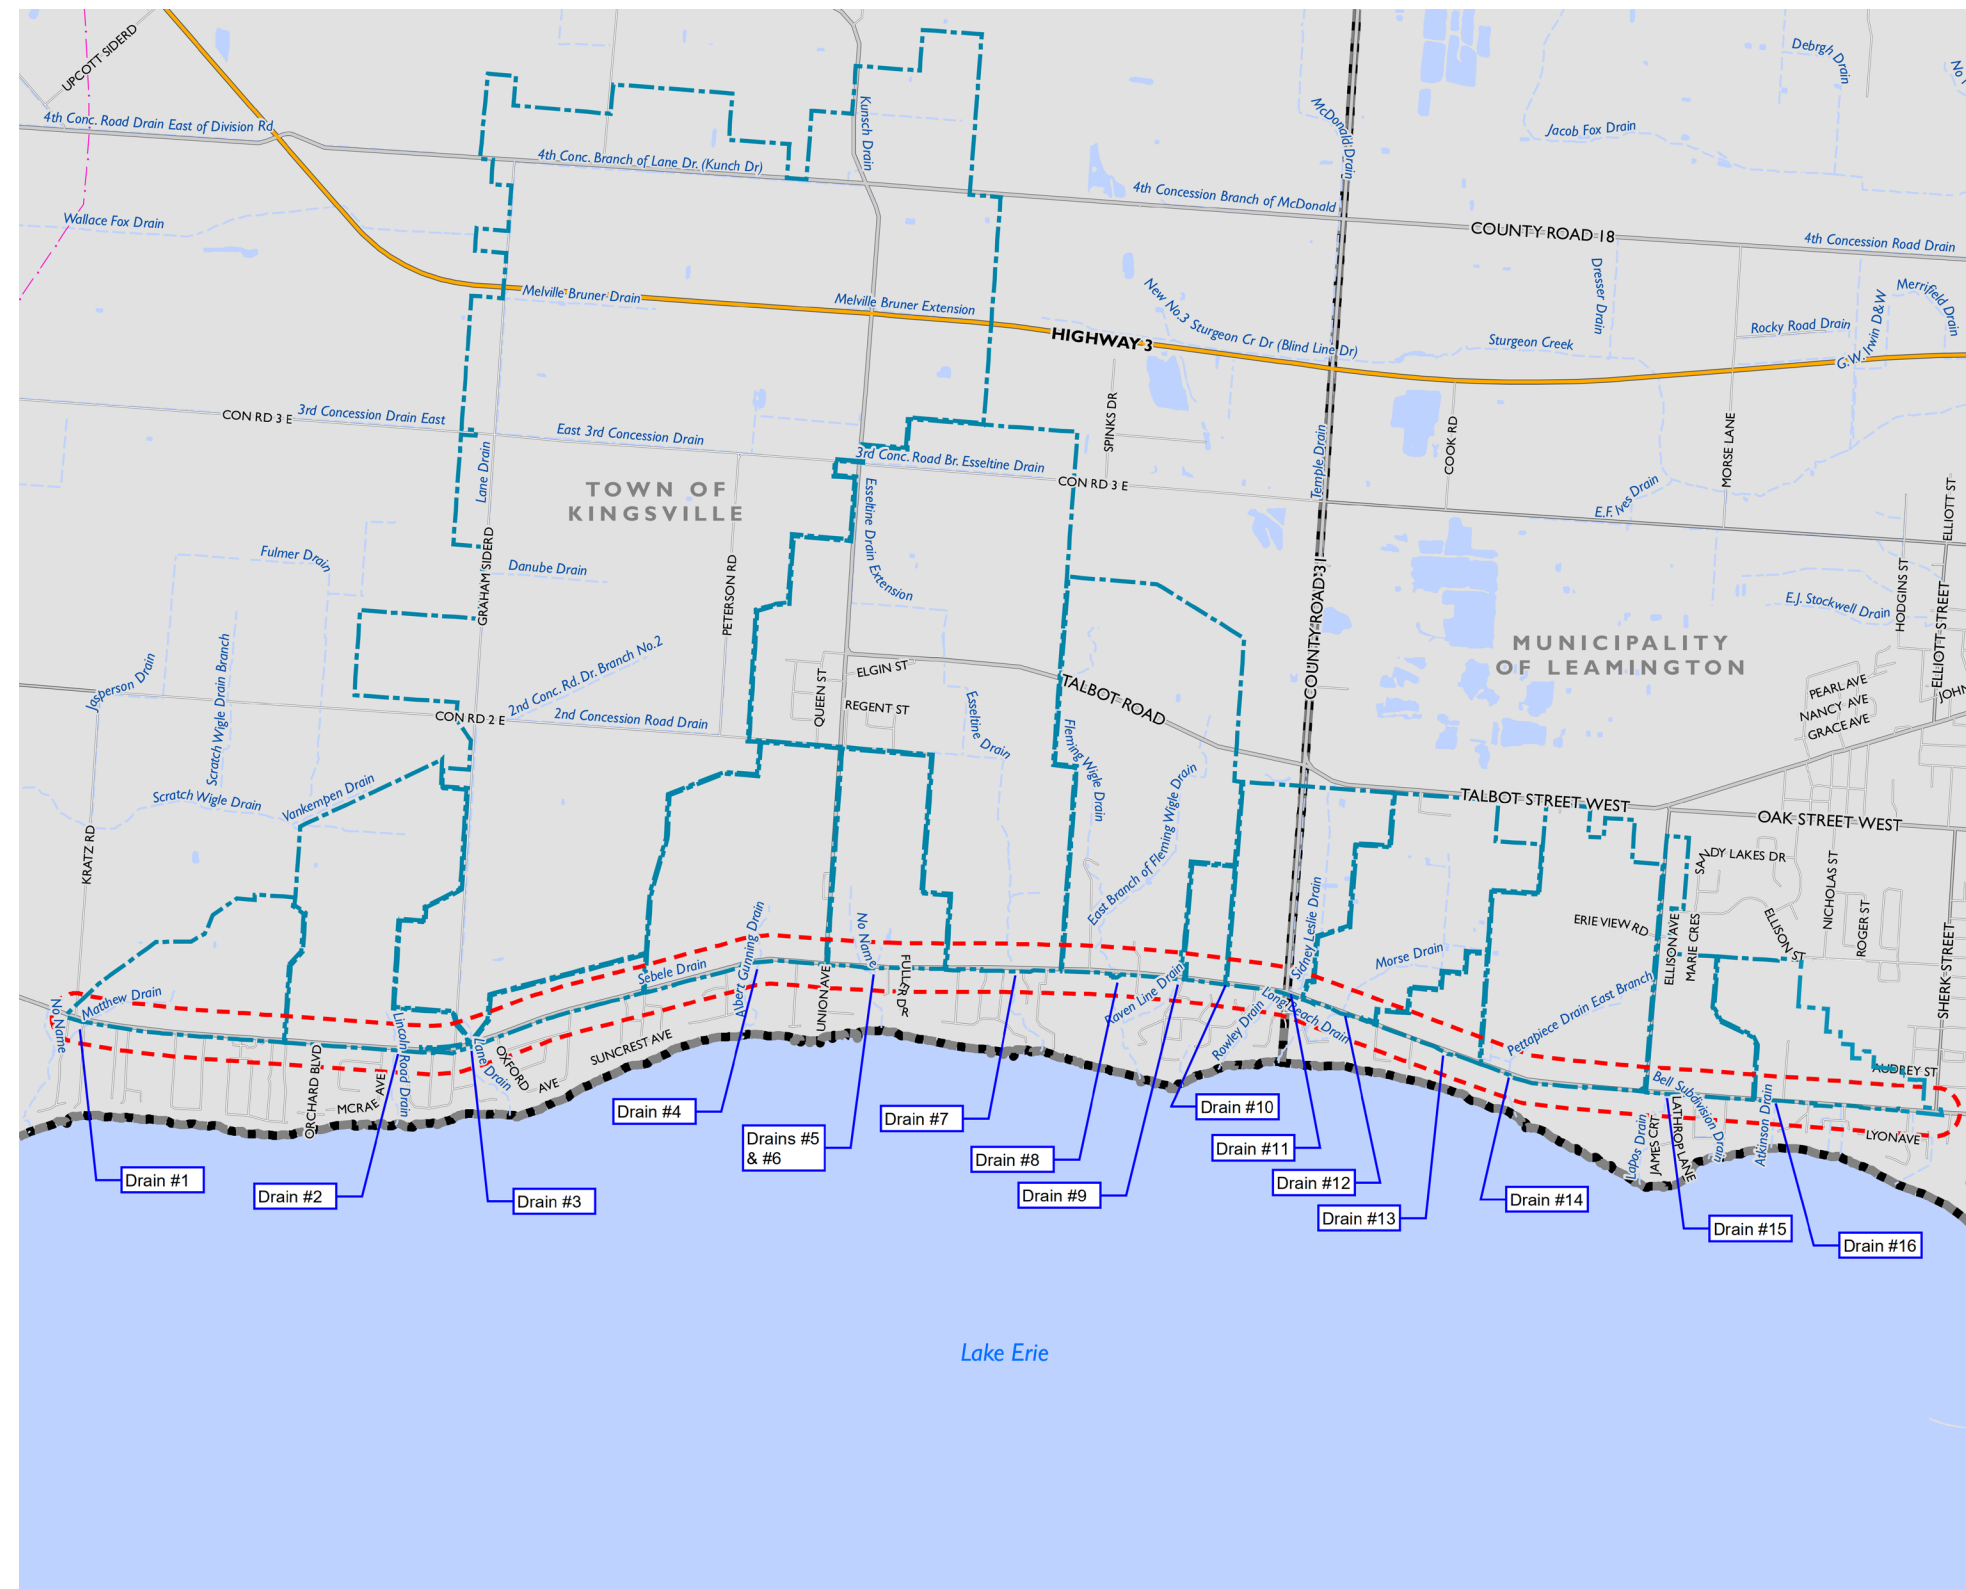 UPCOTT SIDERD
4th Conc. Road Drain East of Division Rd
Kunsch Drain
McDonald Drain
Debrgh Drain
Jacob Fox Drain
4th Conc. Branch of Lane Dr. (Kunch Dr)
4th Concession Branch of McDonald
Wallace Fox Drain
COUNTY ROAD 18
4th Concession Road Drain
Melville Bruner Drain
Melville Bruner Extension
New No.3 Sturgeon Cr Dr (Blind Line Dr)
HIGHWAY 3
Sturgeon Creek
Dresser Drain
Rocky Road Drain
G.W. Irwin D&W
Merrifield Drain
CON RD 3 E
3rd Concession Drain East
East 3rd Concession Drain
3rd Conc. Road Br. Esseltine Drain
CON RD 3 E
SPINKS DR
Temple Drain
COOK RD
MORSE LANE
E.F. Ives Drain
ELLIOTT ST
Lane Drain
TOWN OF
KINGSVILLE
Esseltine Drain Extension
Fulmer Drain
GRAHAM SIDERD
Danube Drain
PETERSON RD
COUNTY ROAD 31
HODGINS ST
E.J. Stockwell Drain
ELLIOTT STREET
MUNICIPALITY
OF LEAMINGTON
Jasperson Drain
Scratch Wigle Drain Branch
2nd Conc. Rd. Dr. Branch No.2
CON RD 2 E
2nd Concession Road Drain
QUEEN ST
ELGIN ST
REGENT ST
TALBOT ROAD
Esseltine Drain
Fleming Wigle Drain
East Branch of Fleming Wigle Drain
PEARL AVE
NANCY AVE
GRACE AVE
Scratch Wigle Drain
Vankempen Drain
KRATZ RD
TALBOT STREET WEST
OAK STREET WEST
SANDY LAKES DR
NICHOLAS ST
ROGER ST
ELLISON ST
ERIE VIEW RD
ELLISON AVE
MARIE CRES
SHERK STREET
Albert Gunning Drain
No Name
FULLER DR
Sidney Leslie Drain
Morse Drain
Sebele Drain
Pettapiece Drain East Branch
No Name
Matthew Drain
UNION AVE
Raven Line Drain
Rowley Drain
Long Beach Drain
Lincoln Road Drain
Lane Drain
OXFORD
AVE
SUNCREST AVE
ORCHARD BLVD
MCRAE AVE
AUDREY ST
Bell Subdivision Drain
Atkinson Drain
Lapos Drain
JAMES CRT
LATHROP LANE
LYON AVE
Drain #4
Drains #5
& #6
Drain #7
Drain #10
Drain #8
Drain #11
Drain #1
Drain #2
Drain #3
Drain #9
Drain #12
Drain #13
Drain #14
Drain #15
Drain #16
Lake Erie